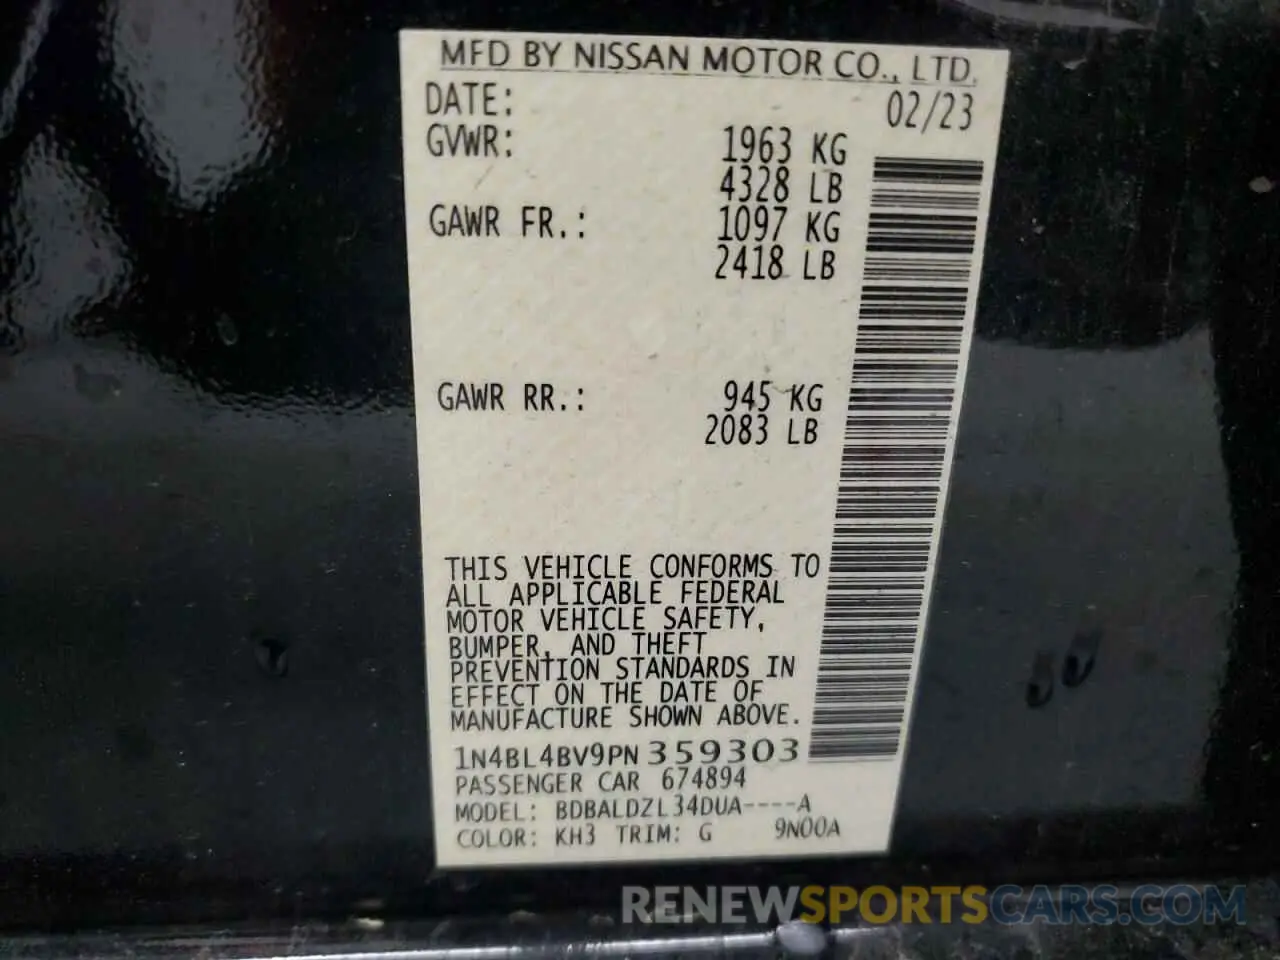 MFD BY NISSAN MOTOR CO., LTD.
DATE: 02/23
GVWR: 1963 KG
4328 LB
GAWR FR.: 1097 KG
2418 LB
GAWR RR.: 945 KG
2083 LB
THIS VEHICLE CONFORMS TO
ALL APPLICABLE FEDERAL
MOTOR VEHICLE SAFETY,
BUMPER, AND THEFT
PREVENTION STANDARDS IN
EFFECT ON THE DATE OF
MANUFACTURE SHOWN ABOVE.
1N4BL4BV9PN359303
PASSENGER CAR 674894
MODEL: BDBALDZL34DUA----A
COLOR: KH3 TRIM: G 9N00A
RENEWSPORTSCARS.COM